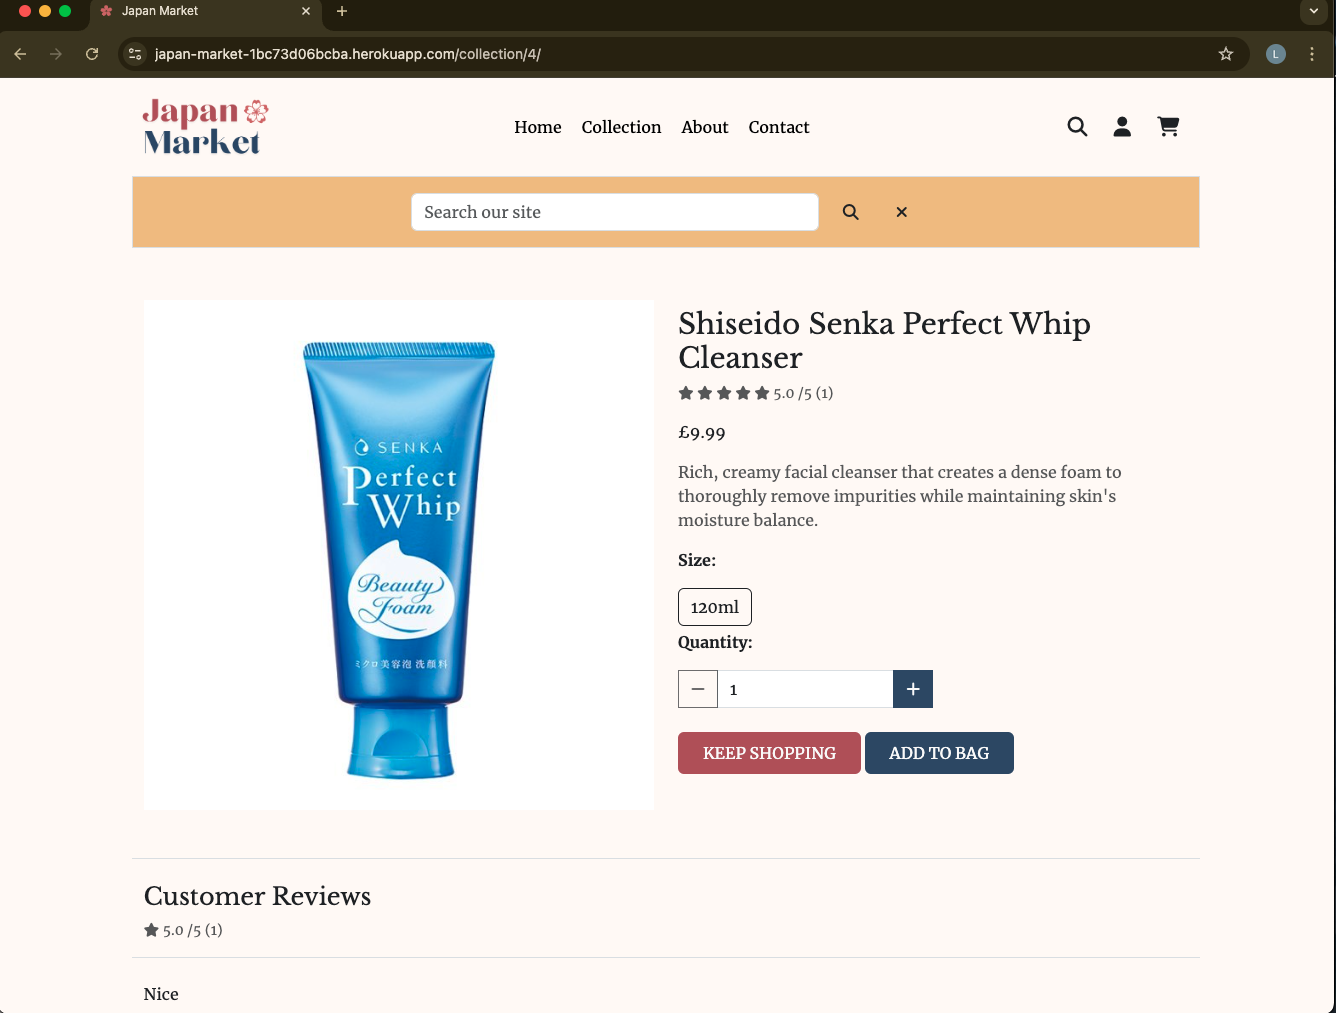 Japan Market
japan-market-1bc73d06bcba.herokuapp.com/collection/4/
L
Japan
Market
Home Collection About Contact
Search our site
SENKA
Perfect
Whip
Beauty
Foam
ミクロ美容泡 洗顔料
Shiseido Senka Perfect Whip
Cleanser
5.0 /5 (1)
£9.99
Rich, creamy facial cleanser that creates a dense foam to
thoroughly remove impurities while maintaining skin's
moisture balance.
Size:
120ml
Quantity:
1
KEEP SHOPPING ADD TO BAG
Customer Reviews
5.0 /5 (1)
Nice